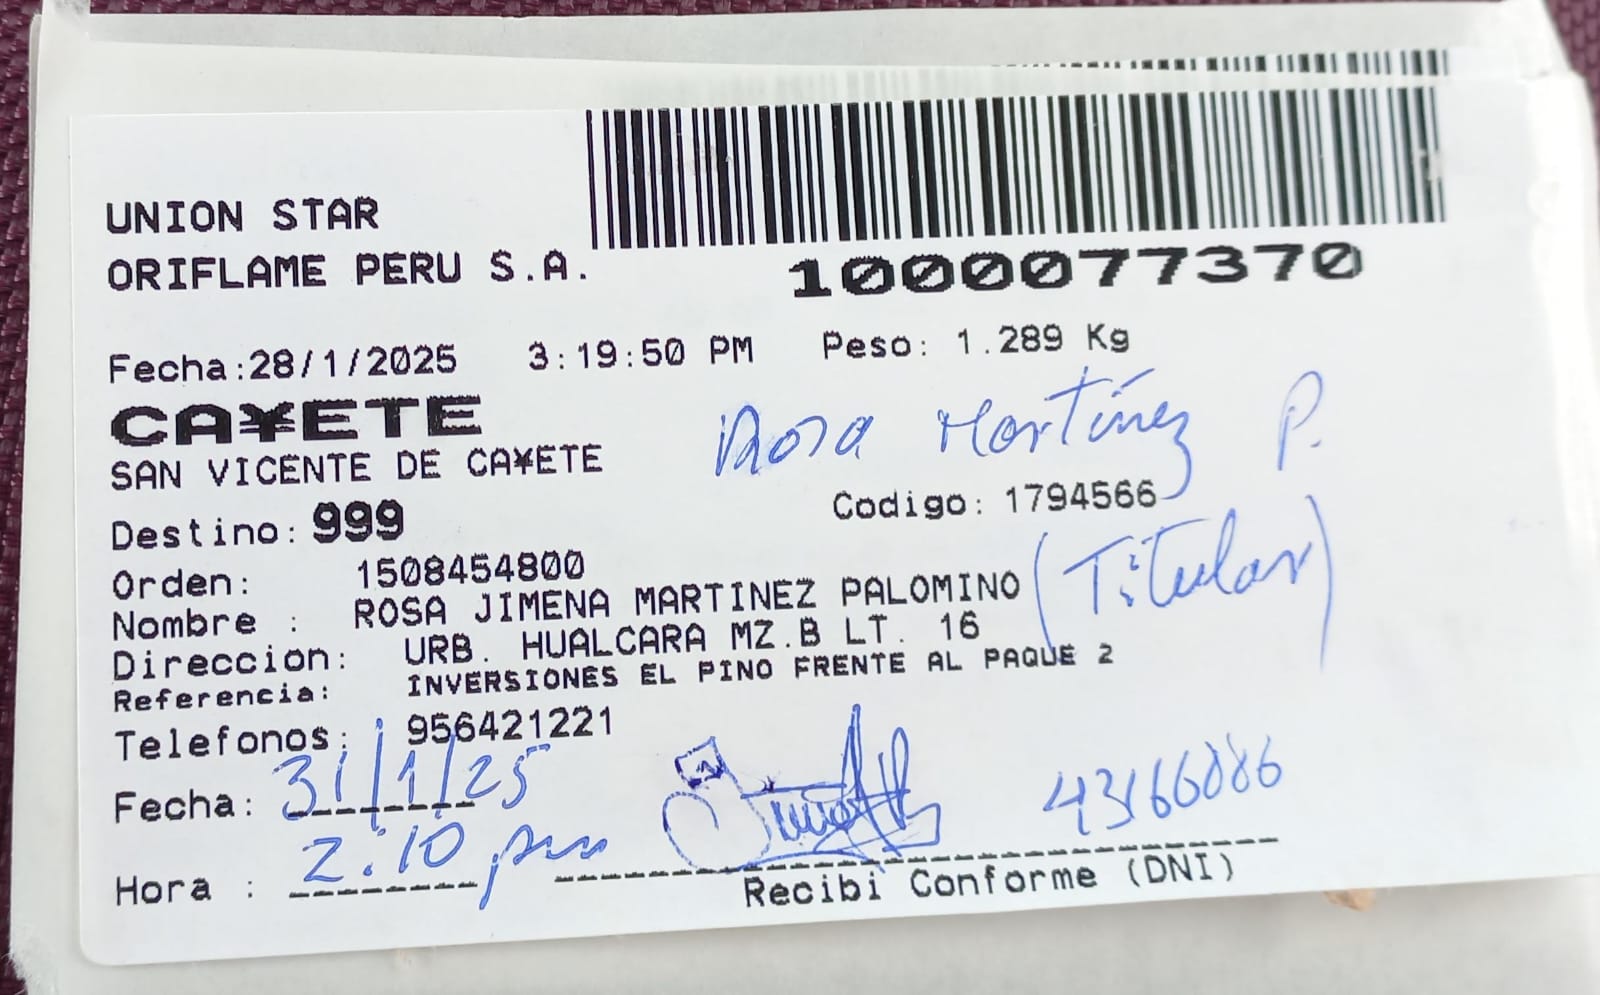 UNION STAR
ORIFLAME PERU S.A.
1000077370
Fecha:28/1/2025 3:19:50 PM Peso: 1.289 Kg
CA¥ETE
Rosa Martínez P.
SAN VICENTE DE CA¥ETE
Codigo: 1794566
Destino: 999
(Titular)
Orden: 1508454800
Nombre : ROSA JIMENA MARTINEZ PALOMINO
Direccion: URB. HUALCARA MZ.B LT. 16
Referencia: INVERSIONES EL PINO FRENTE AL PAQUE 2
Telefonos: 956421221
Fecha: 31/1/25
43166086
Hora : 2:10 pm
Recibi Conforme (DNI)